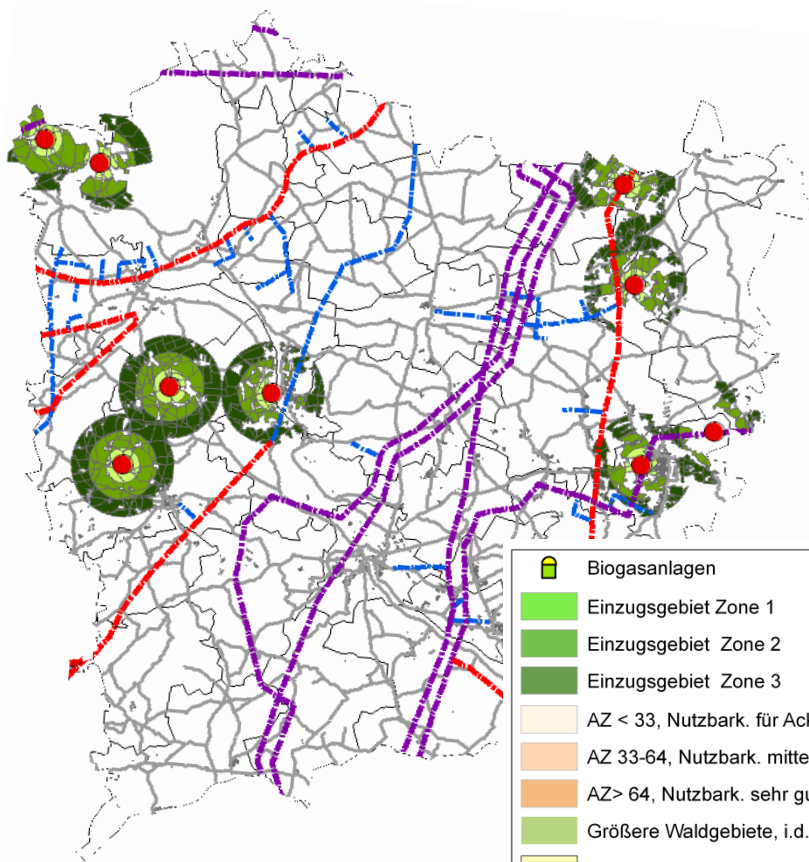 Biogasanlagen
Einzugsgebiet Zone 1
Einzugsgebiet Zone 2
Einzugsgebiet Zone 3
AZ < 33, Nutzbark. für
AZ 33-64, Nutzbark.
AZ> 64, Nutzbark. sehr
Größere Waldgebiete, i.d.